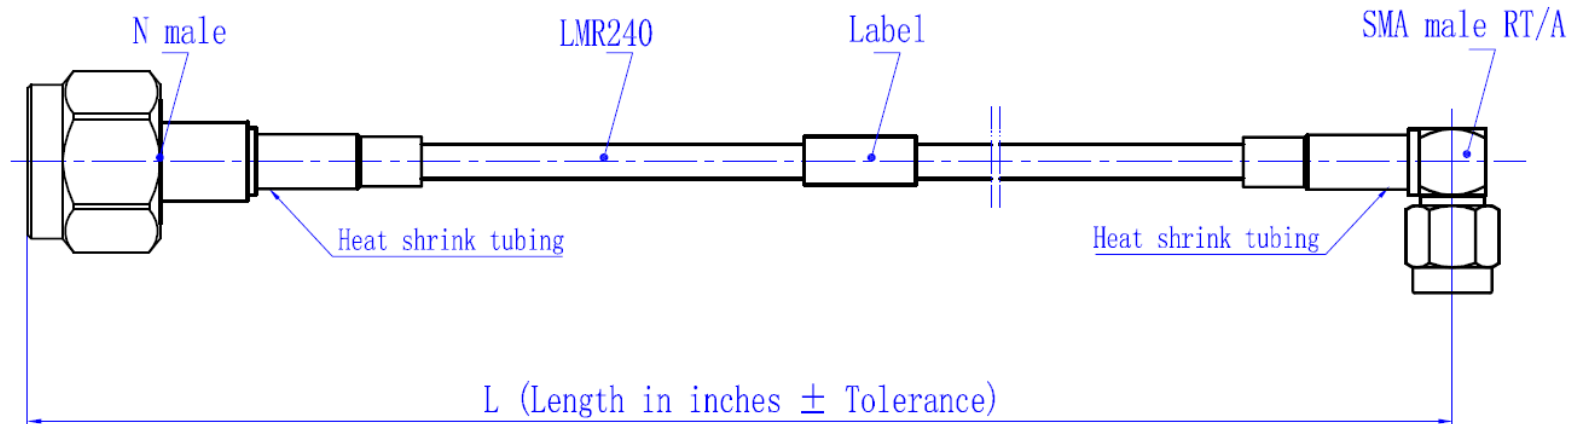 N male
LMR240
Label
SMA male RT/A
Heat shrink tubing
Heat shrink tubing
L (Length in inches ± Tolerance)